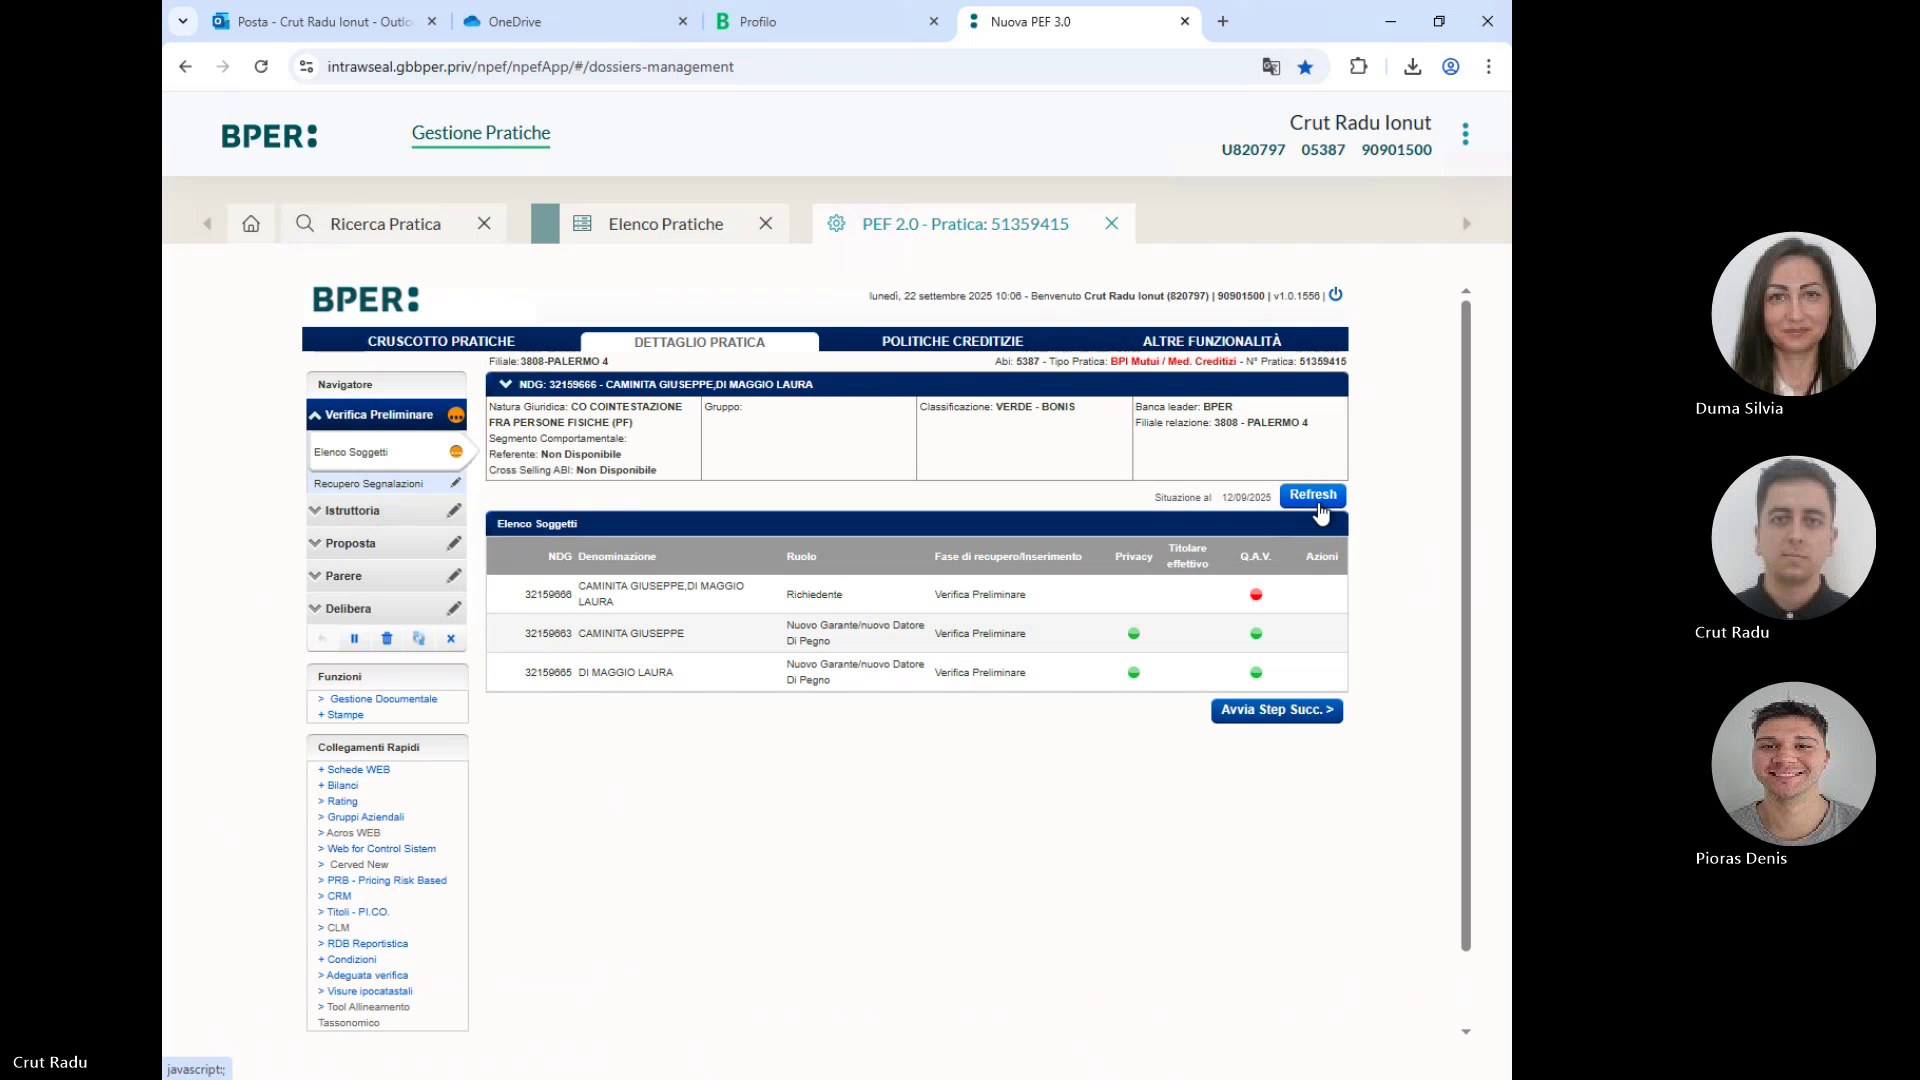 Posta - Crut Radu Ionut - Outlo
OneDrive
Profilo
Nuova PEF 3.0
intrawseal.gbbper.priv/npef/npefApp/#/dossiers-management
BPER:
Gestione Pratiche
Crut Radu Ionut
U820797 05387 90901500
Ricerca Pratica
Elenco Pratiche
PEF 2.0 - Pratica: 51359415
BPER:
lunedì, 22 settembre 2025 10:06 - Benvenuto Crut Radu Ionut (820797) | 90901500 | v1.0.1556 |
CRUSCOTTO PRATICHE
DETTAGLIO PRATICA
POLITICHE CREDITIZIE
ALTRE FUNZIONALITÀ
Filiale: 3808-PALERMO 4
Abi: 5387 - Tipo Pratica: BPI Mutui / Med. Creditizi - N° Pratica: 51359415
Navigatore
Verifica Preliminare
Elenco Soggetti
Recupero Segnalazioni
Istruttoria
Proposta
Parere
Delibera
Funzioni
> Gestione Documentale
+ Stampe
Collegamenti Rapidi
+ Schede WEB
+ Bilanci
> Rating
> Gruppi Aziendali
> Acros WEB
> Web for Control Sistem
> Cerved New
> PRB - Pricing Risk Based
> CRM
> Titoli - PI.CO.
> CLM
> RDB Reportistica
+ Condizioni
> Adeguata verifica
> Visure ipocatastali
> Tool Allineamento
Tassonomico
NDG: 32159666 - CAMINITA GIUSEPPE,DI MAGGIO LAURA
Natura Giuridica: CO COINTESTAZIONE
FRA PERSONE FISICHE (PF)
Segmento Comportamentale:
Referente: Non Disponibile
Cross Selling ABI: Non Disponibile
Gruppo:
Classificazione: VERDE - BONIS
Banca leader: BPER
Filiale relazione: 3808 - PALERMO 4
Situazione al 12/09/2025
Refresh
Elenco Soggetti
NDG Denominazione Ruolo Fase di recupero/Inserimento Privacy Titolare effettivo Q.A.V. Azioni
32159666 CAMINITA GIUSEPPE,DI MAGGIO LAURA Richiedente Verifica Preliminare
32159663 CAMINITA GIUSEPPE Nuovo Garante/nuovo Datore Di Pegno Verifica Preliminare
32159665 DI MAGGIO LAURA Nuovo Garante/nuovo Datore Di Pegno Verifica Preliminare
Avvia Step Succ. >
javascript:;
Duma Silvia
Crut Radu
Pioras Denis
Crut Radu